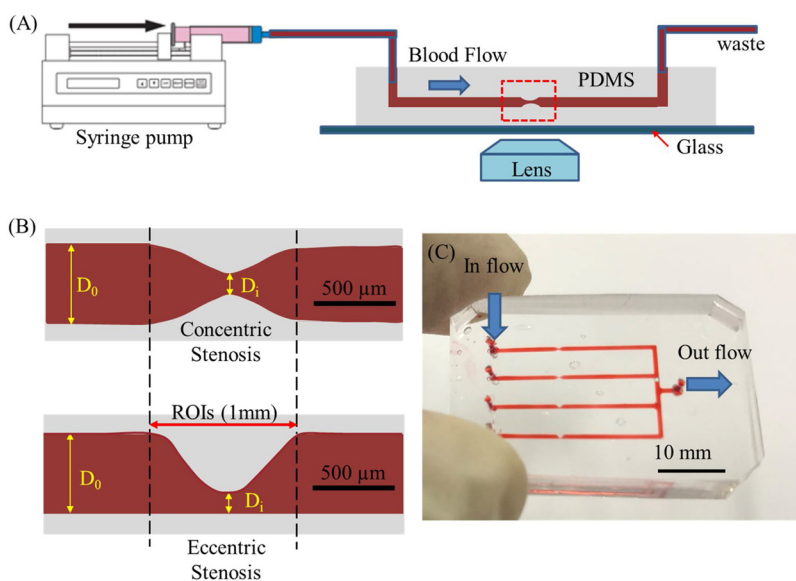 (A)
Blood Flow
PDMS
waste
Syringe pump
Glass
Lens
(B)
D₀
Dᵢ
500 µm
Concentric
Stenosis
ROIs (1mm)
D₀
Dᵢ
500 µm
Eccentric
Stenosis
(C)
In flow
Out flow
10 mm